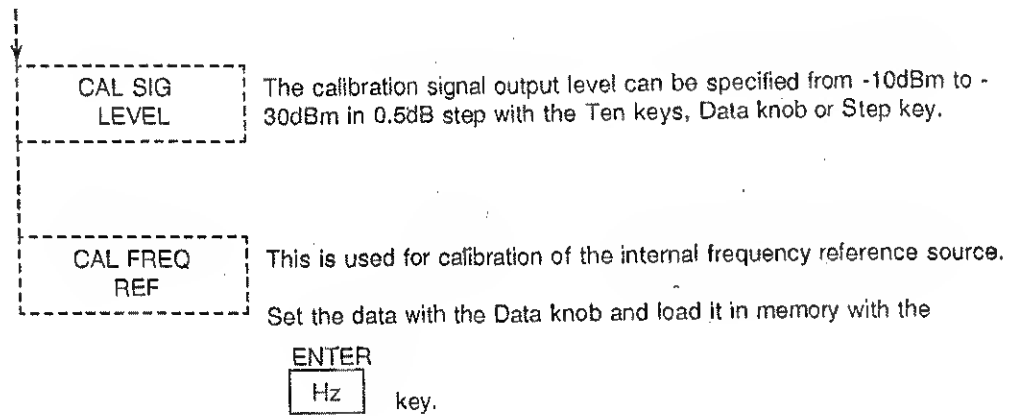 CAL SIG
LEVEL
The calibration signal output level can be specified from -10dBm to -
30dBm in 0.5dB step with the Ten keys, Data knob or Step key.
CAL FREQ
REF
This is used for calibration of the internal frequency reference source.
Set the data with the Data knob and load it in memory with the
ENTER
Hz
key.